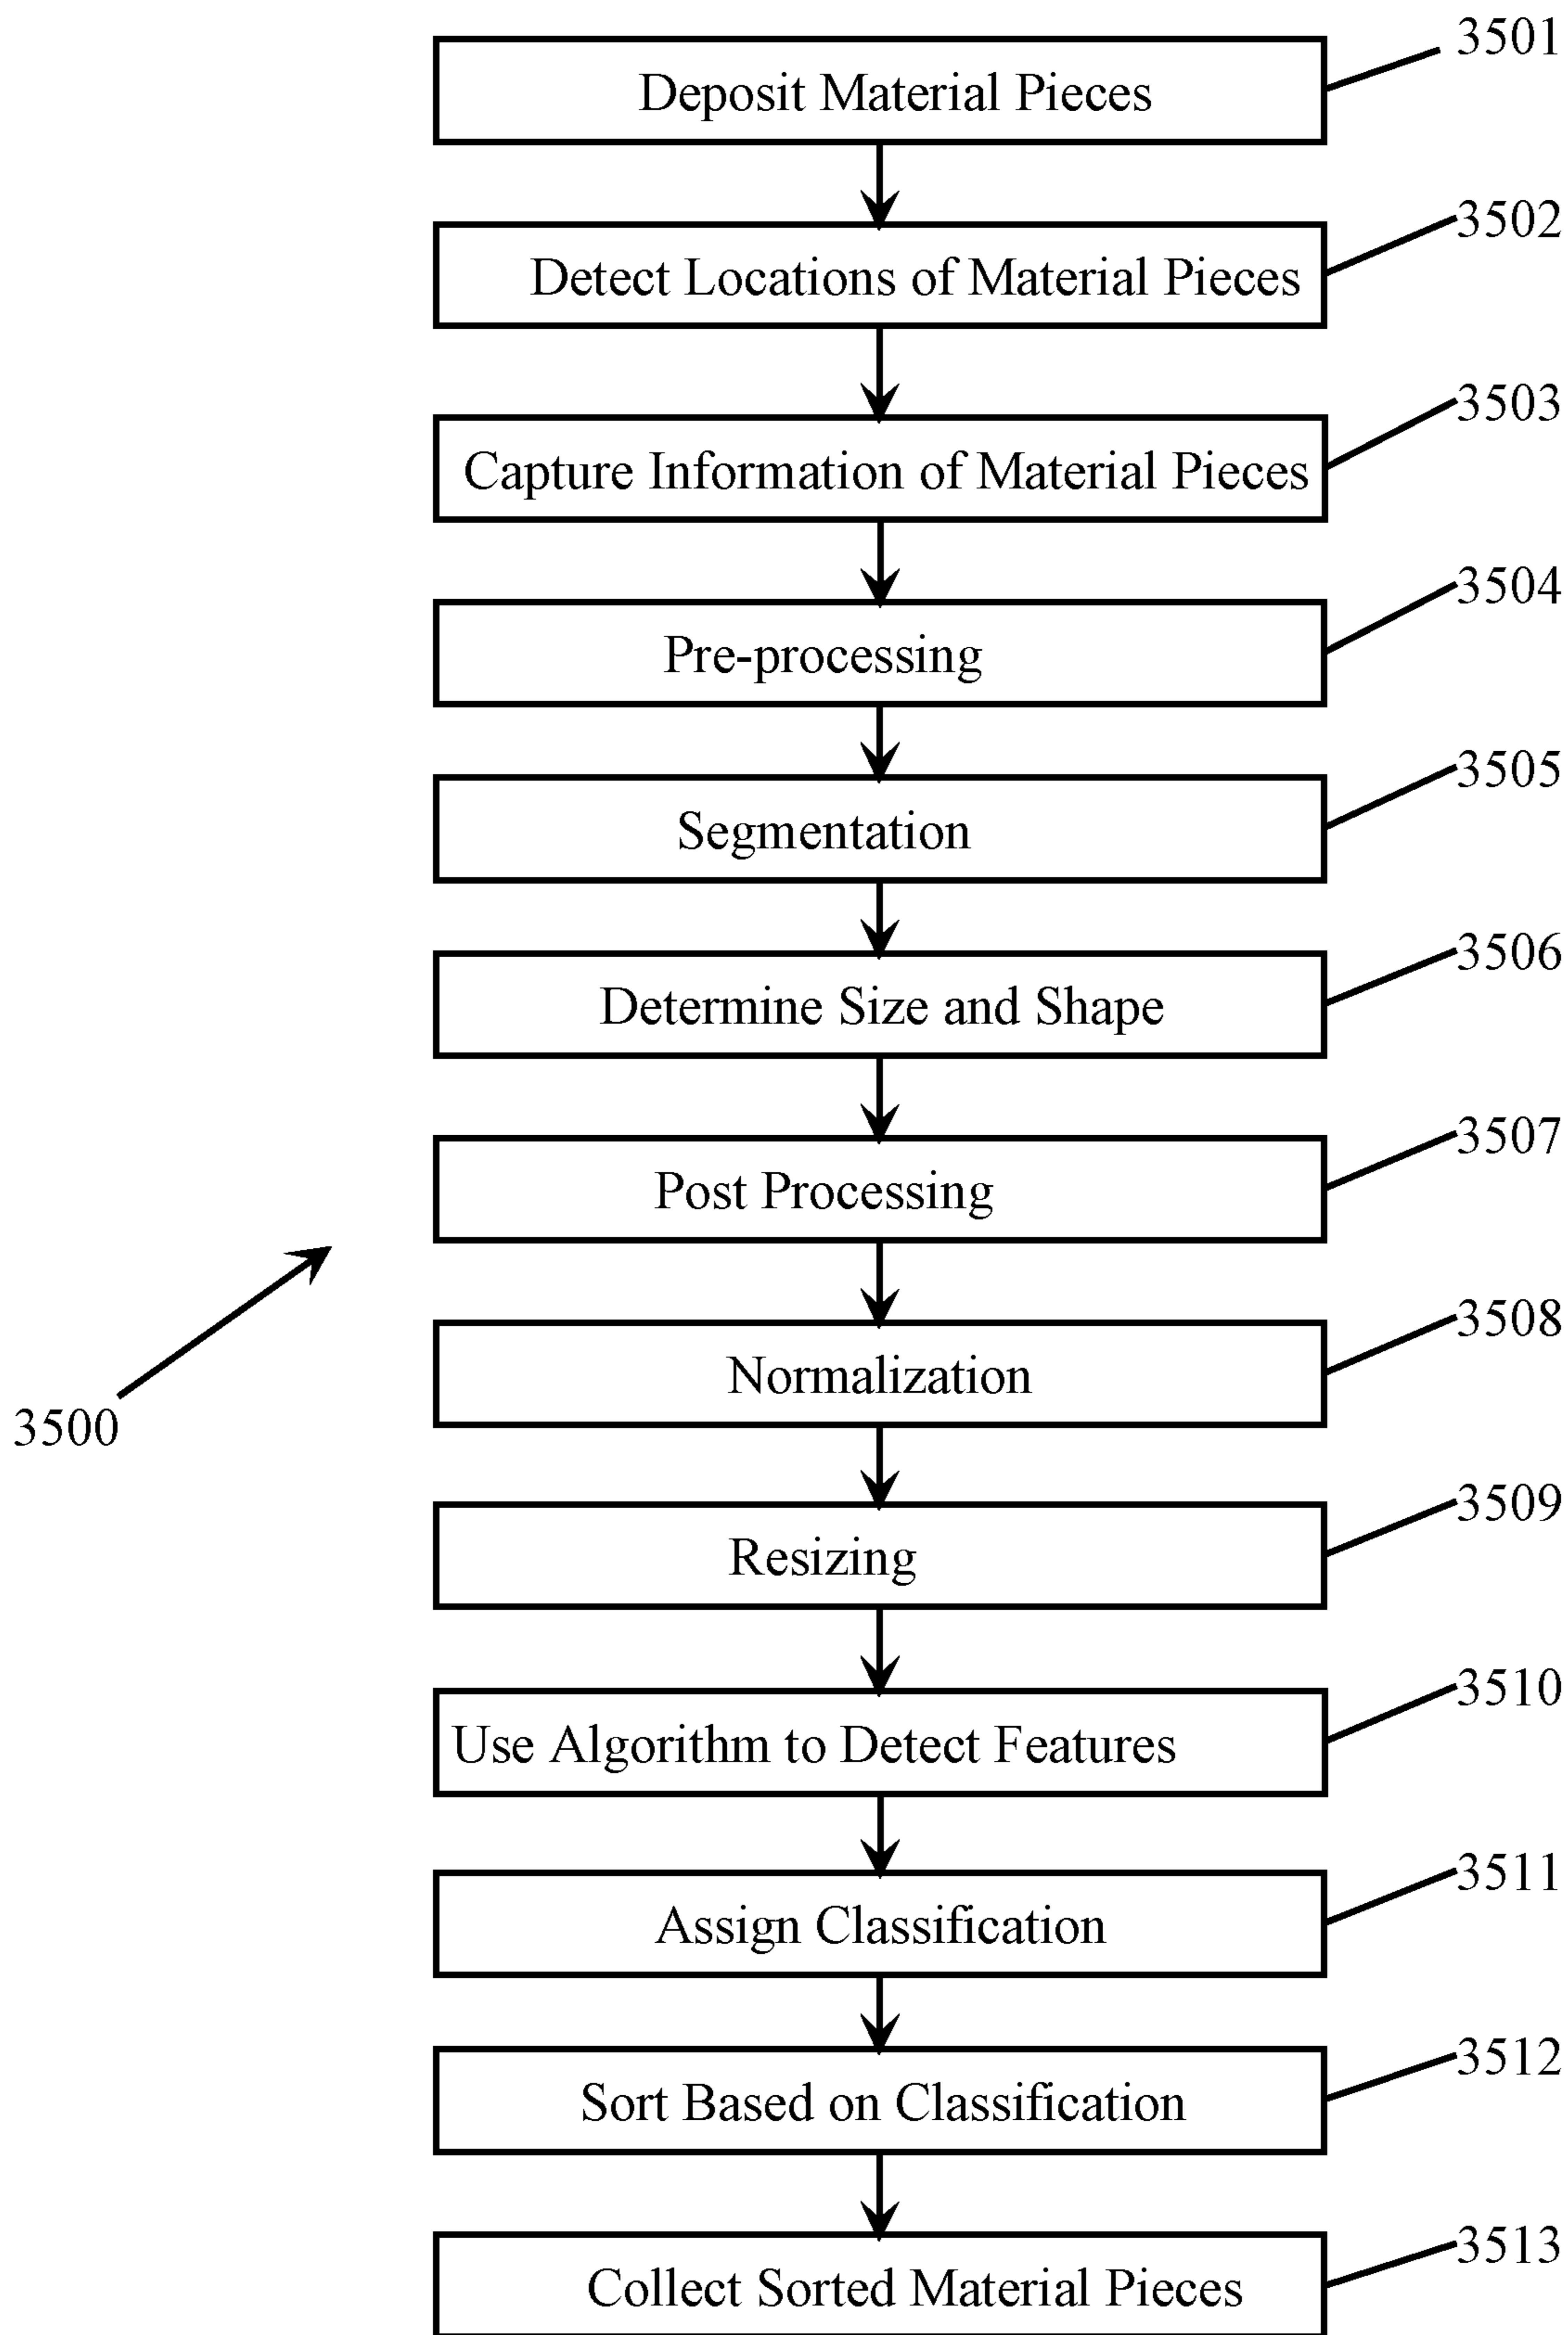 3501
Deposit Material Pieces
3502
Detect Locations of Material Pieces
3503
Capture Information of Material Pieces
3504
Pre-processing
3505
Segmentation
3506
Determine Size and Shape
3507
Post Processing
3508
Normalization
3500
3509
Resizing
3510
Use Algorithm to Detect Features
3511
Assign Classification
3512
Sort Based on Classification
3513
Collect Sorted Material Pieces